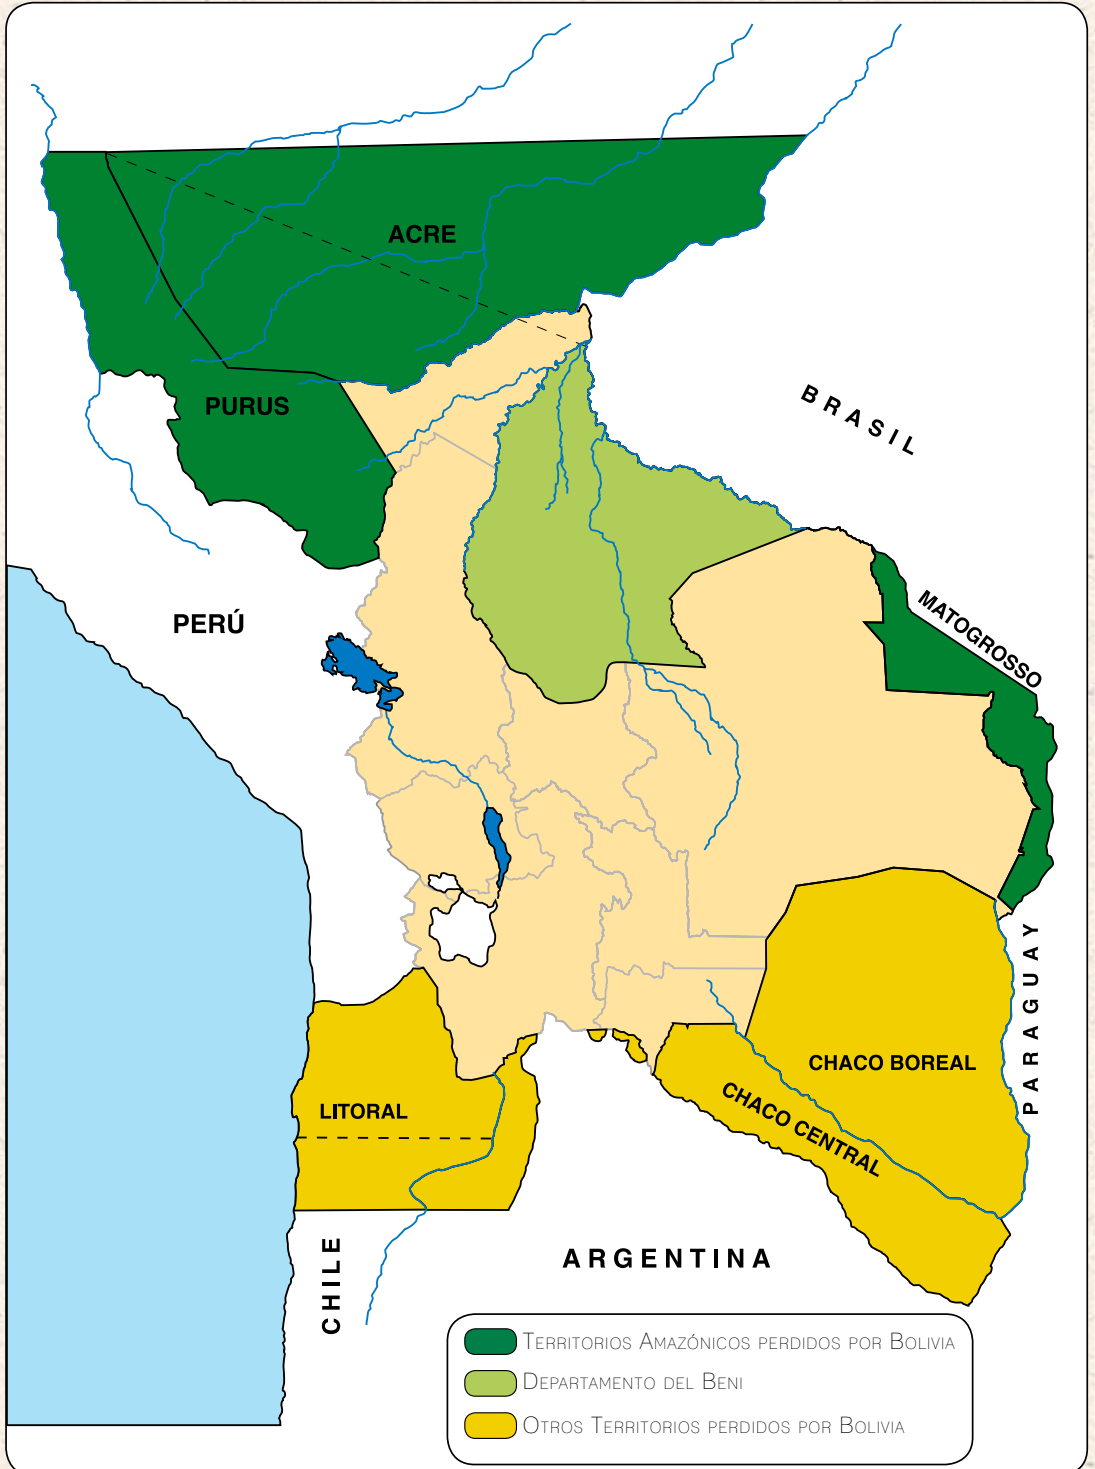 ACRE
PURUS
BRASIL
PERÚ
MATOGROSSO
PARAGUAY
CHACO BOREAL
CHACO CENTRAL
LITORAL
CHILE
ARGENTINA
TERRITORIOS AMAZÓNICOS PERDIDOS POR BOLIVIA
DEPARTAMENTO DEL BENI
OTROS TERRITORIOS PERDIDOS POR BOLIVIA